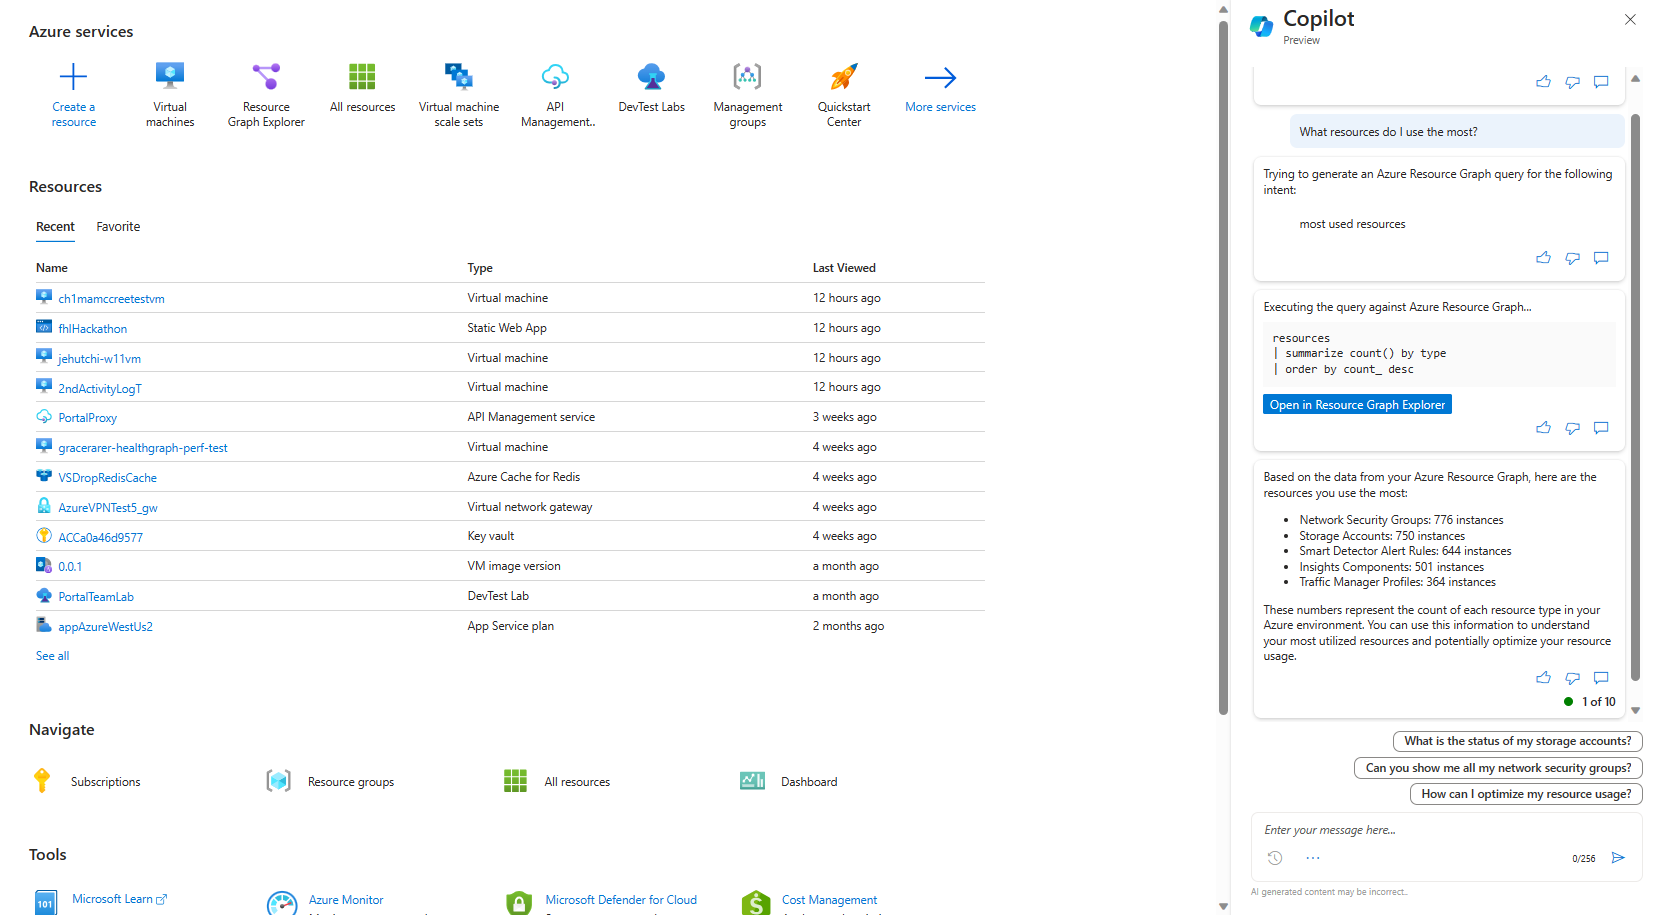 Azure services
Create a
resource
Virtual
machines
Resource
Graph Explorer
All resources
Virtual machine
scale sets
API
Management..
DevTest Labs
Management
groups
Quickstart
Center
More services
Resources
Recent Favorite
Name Type Last Viewed
ch1mamccreetestvm Virtual machine 12 hours ago
fhlHackathon Static Web App 12 hours ago
jehutchi-w11vm Virtual machine 12 hours ago
2ndActivityLogT Virtual machine 12 hours ago
PortalProxy API Management service 3 weeks ago
gracerarer-healthgraph-perf-test Virtual machine 4 weeks ago
VSDropRedisCache Azure Cache for Redis 4 weeks ago
AzureVPNTest5_gw Virtual network gateway 4 weeks ago
ACCa0a46d9577 Key vault 4 weeks ago
0.0.1 VM image version a month ago
PortalTeamLab DevTest Lab a month ago
appAzureWestUs2 App Service plan 2 months ago
See all
Navigate
Subscriptions Resource groups All resources Dashboard
Tools
101 Microsoft Learn Azure Monitor Microsoft Defender for Cloud $ Cost Management
Copilot
Preview
What resources do I use the most?
Trying to generate an Azure Resource Graph query for the following
intent:
most used resources
Executing the query against Azure Resource Graph...
resources
| summarize count() by type
| order by count_ desc
Open in Resource Graph Explorer
Based on the data from your Azure Resource Graph, here are the
resources you use the most:
• Network Security Groups: 776 instances
• Storage Accounts: 750 instances
• Smart Detector Alert Rules: 644 instances
• Insights Components: 501 instances
• Traffic Manager Profiles: 364 instances
These numbers represent the count of each resource type in your
Azure environment. You can use this information to understand
your most utilized resources and potentially optimize your resource
usage.
1 of 10
What is the status of my storage accounts?
Can you show me all my network security groups?
How can I optimize my resource usage?
Enter your message here...
0/256
AI generated content may be incorrect..